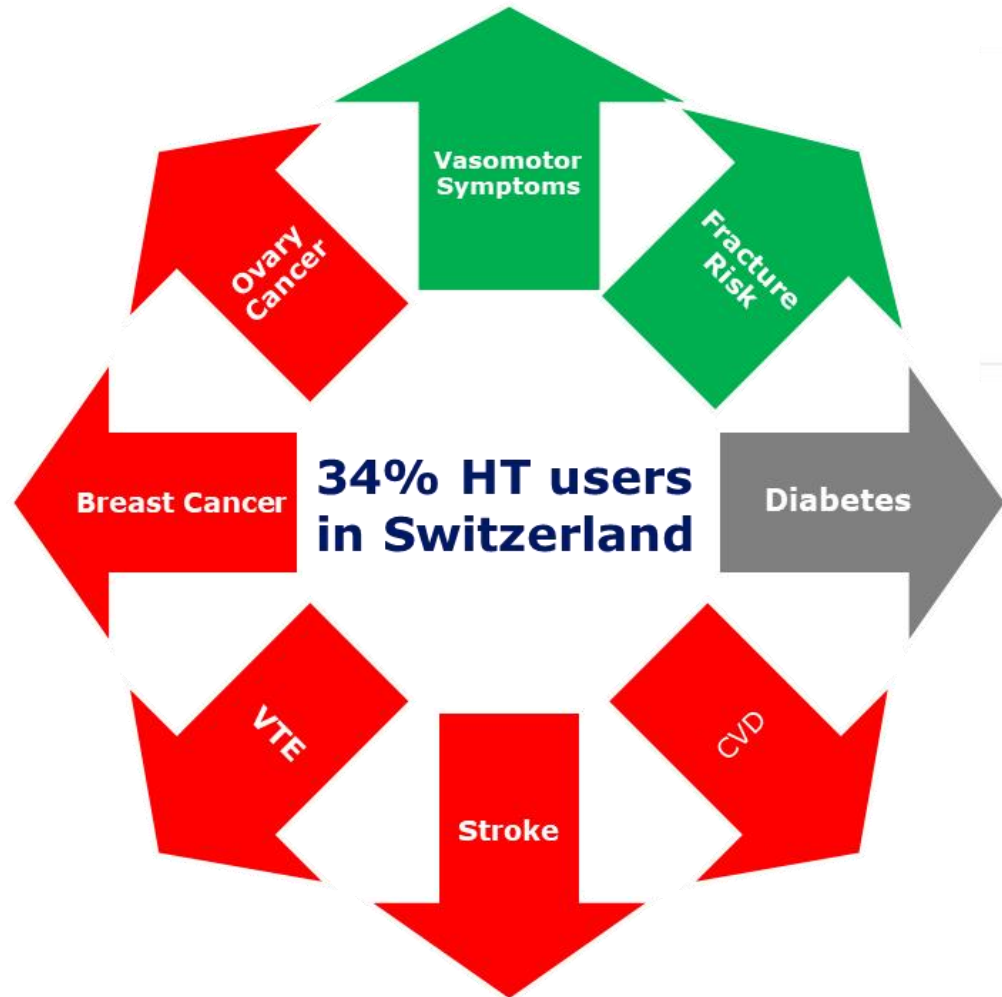 Vasomotor
Symptoms
Fracture
Risk
Diabetes
CVD
Stroke
VTE
Breast Cancer
Ovary
Cancer
34% HT users
in Switzerland